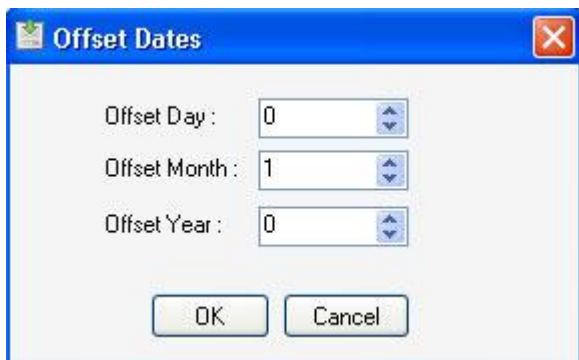 Offset Dates
Offset Day : 0
Offset Month : 1
Offset Year : 0
OK Cancel